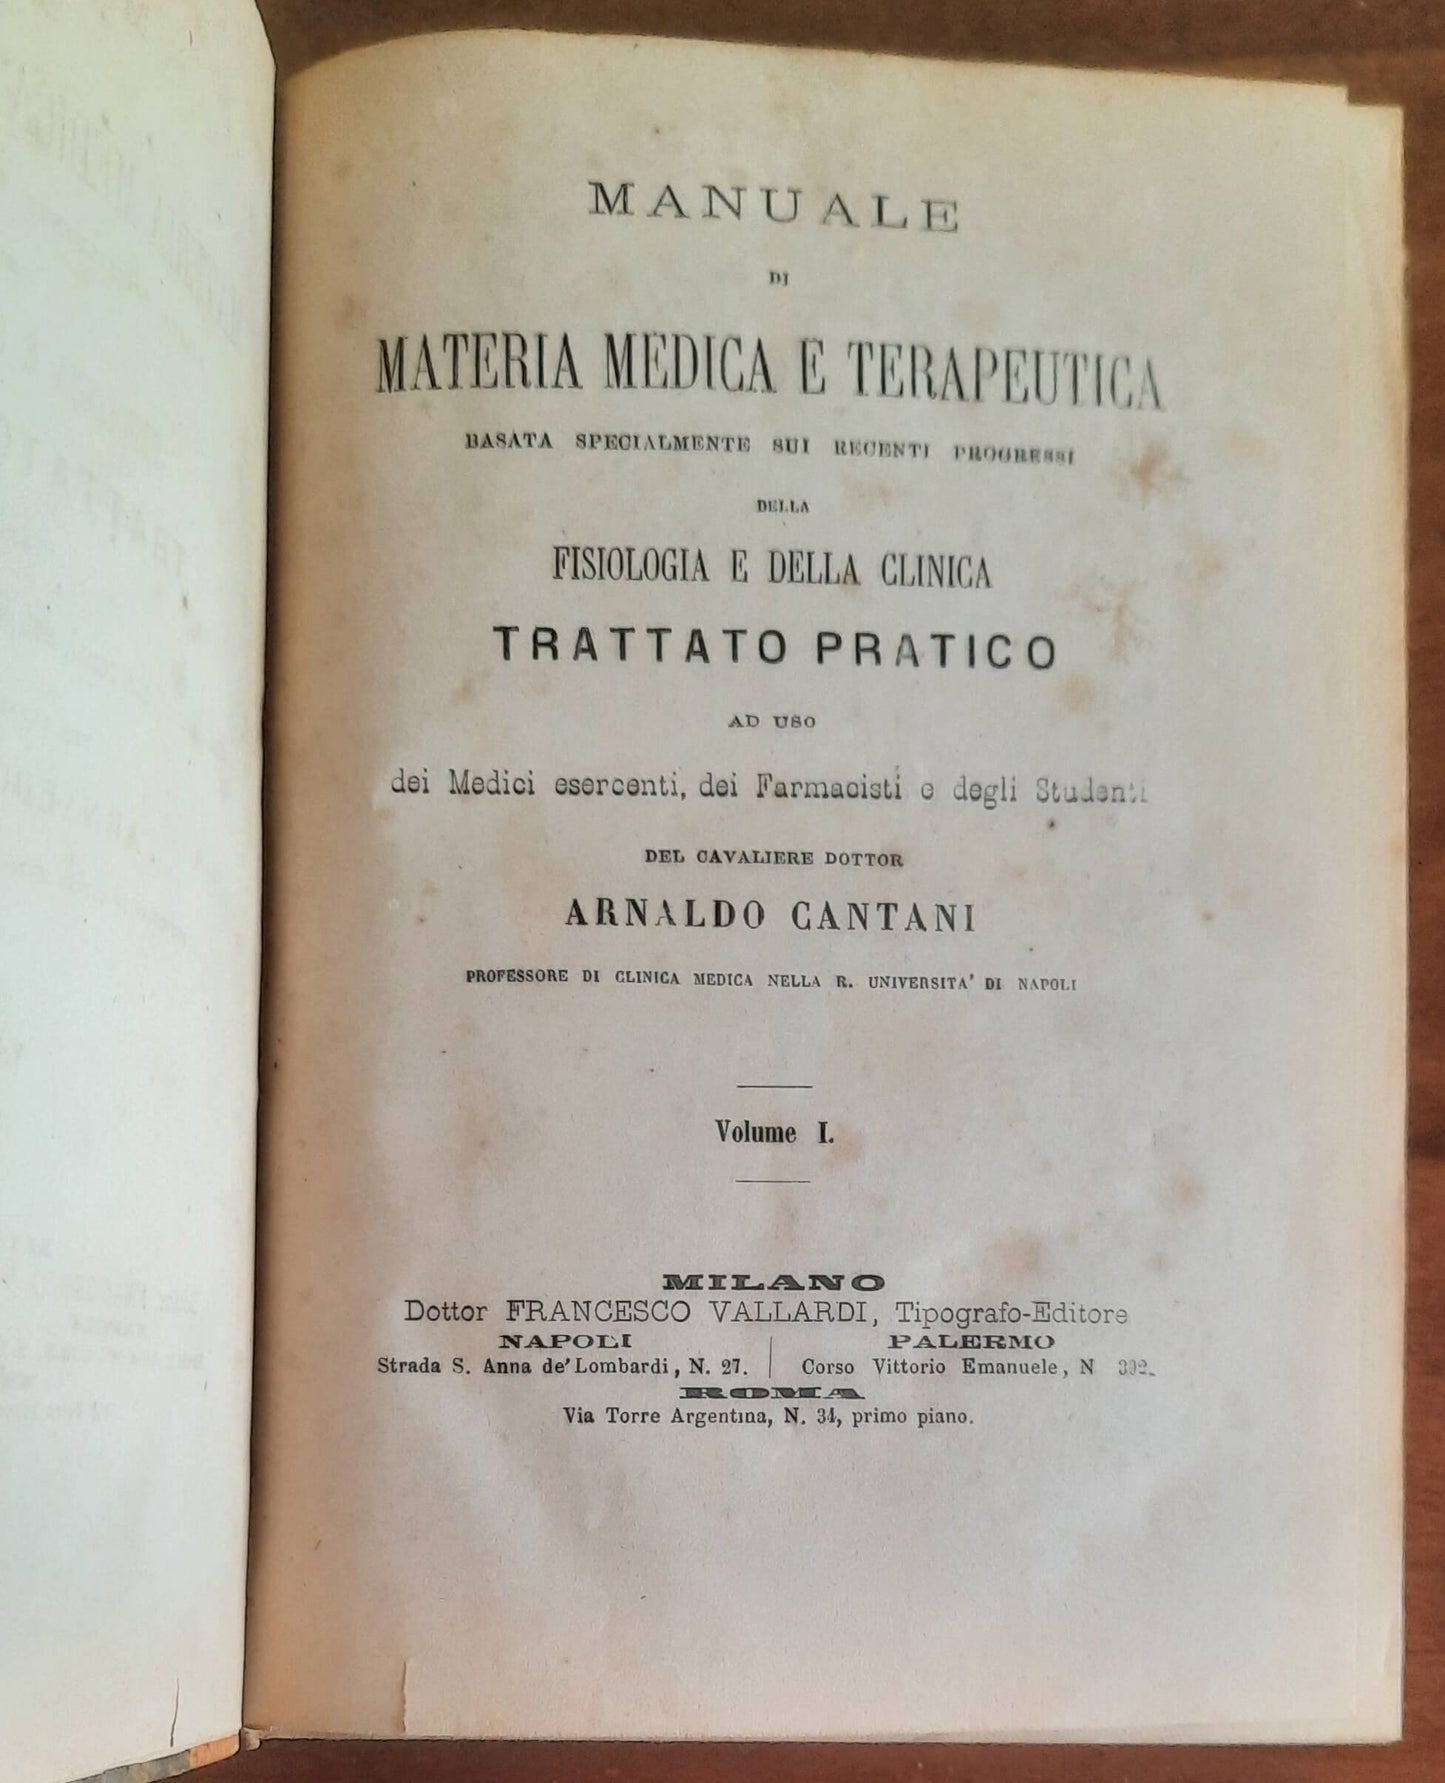 MANUALE
DI
MATERIA MEDICA E TERAPEUTICA
BASATA SPECIALMENTE SUI RECENTI PROGRESSI
DELLA
FISIOLOGIA E DELLA CLINICA
TRATTATO PRATICO
AD USO
dei Medici esercenti, dei Farmacisti e degli Studenti
DEL CAVALIERE DOTTOR
ARNALDO CANTANI
PROFESSORE DI CLINICA MEDICA NELLA R. UNIVERSITA' DI NAPOLI
Volume I.
MILANO
Dottor FRANCESCO VALLARDI, Tipografo-Editore
NAPOLI
Strada S. Anna de' Lombardi, N. 27.
PALERMO
Corso Vittorio Emanuele, N
ROMA
Via Torre Argentina, N. 34, primo piano.